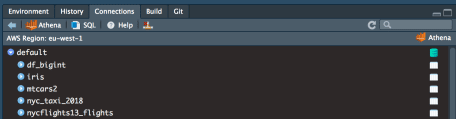 Environment History Connections Build Git
Athena SQL Help
AWS Region: eu-west-1 Athena
default
df_bigint
iris
mtcars2
nyc_taxi_2018
nycflights13_flights